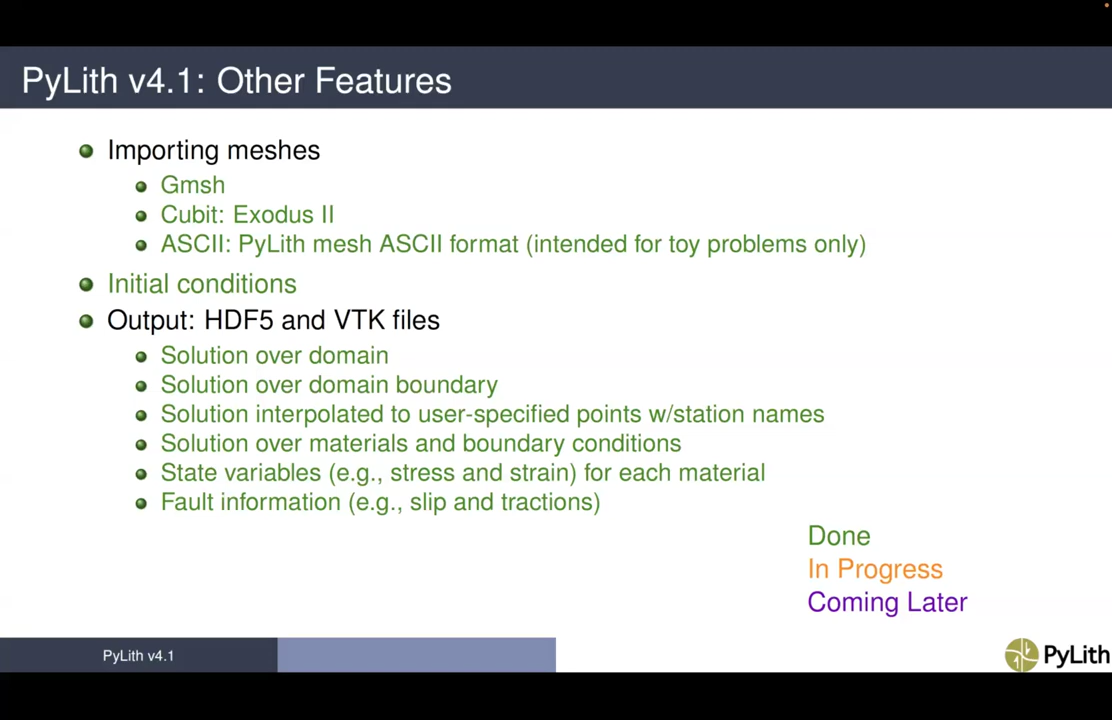 PyLith v4.1: Other Features
Importing meshes
Gmsh
Cubit: Exodus II
ASCII: PyLith mesh ASCII format (intended for toy problems only)
Initial conditions
Output: HDF5 and VTK files
Solution over domain
Solution over domain boundary
Solution interpolated to user-specified points w/station names
Solution over materials and boundary conditions
State variables (e.g., stress and strain) for each material
Fault information (e.g., slip and tractions)
Done
In Progress
Coming Later
PyLith v4.1
PyLith